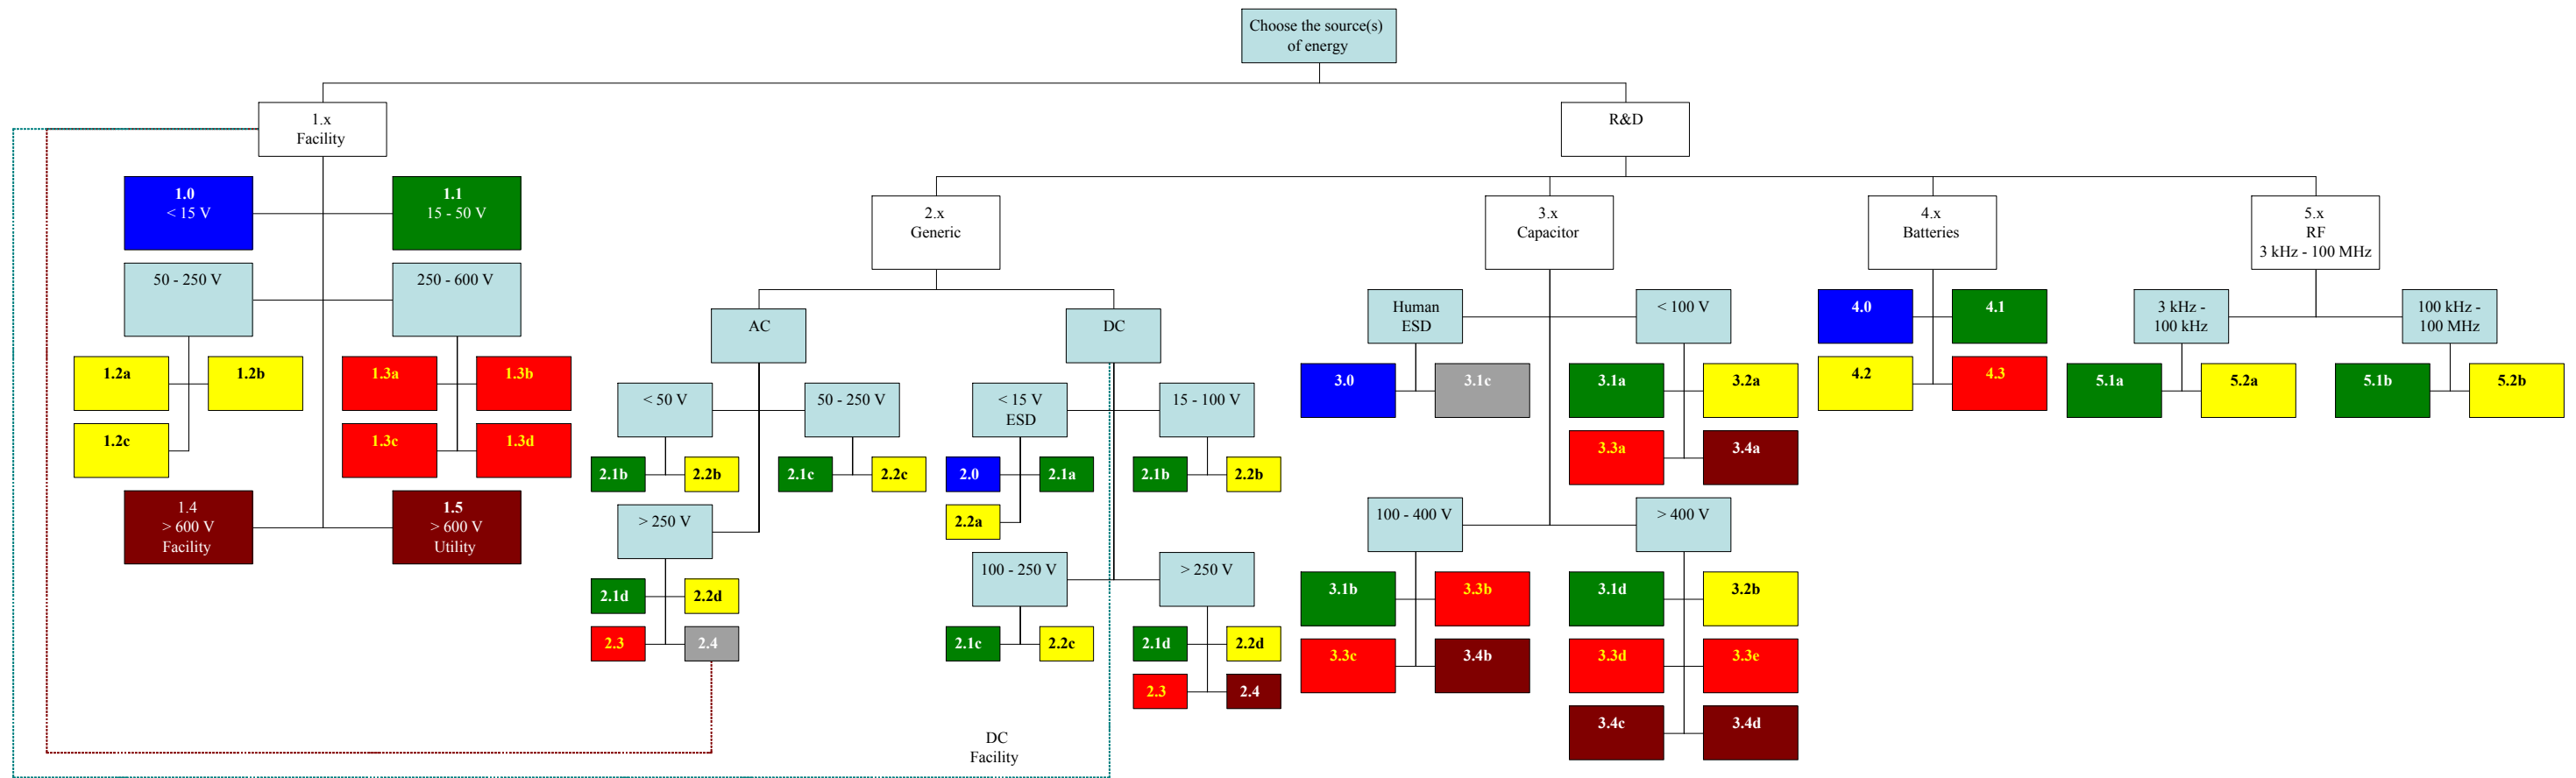 Choose the source(s)
of energy
1.x
Facility
R&D
1.0
< 15 V
1.1
15 - 50 V
50 - 250 V
250 - 600 V
1.2a
1.2b
1.3a
1.3b
1.2c
1.3c
1.3d
1.4
> 600 V
Facility
1.5
> 600 V
Utility
2.x
Generic
AC
DC
< 50 V
50 - 250 V
2.1b
2.2b
2.1c
2.2c
> 250 V
2.1d
2.2d
2.3
2.4
< 15 V
ESD
15 - 100 V
2.0
2.1a
2.1b
2.2b
2.2a
100 - 250 V
> 250 V
2.1c
2.2c
2.1d
2.2d
2.3
2.4
DC
Facility
3.x
Capacitor
Human
ESD
< 100 V
3.0
3.1c
3.1a
3.2a
3.3a
3.4a
100 - 400 V
> 400 V
3.1b
3.3b
3.1d
3.2b
3.3c
3.4b
3.3d
3.3e
3.4c
3.4d
4.x
Batteries
4.0
4.1
4.2
4.3
5.x
RF
3 kHz - 100 MHz
3 kHz -
100 kHz
100 kHz -
100 MHz
5.1a
5.2a
5.1b
5.2b